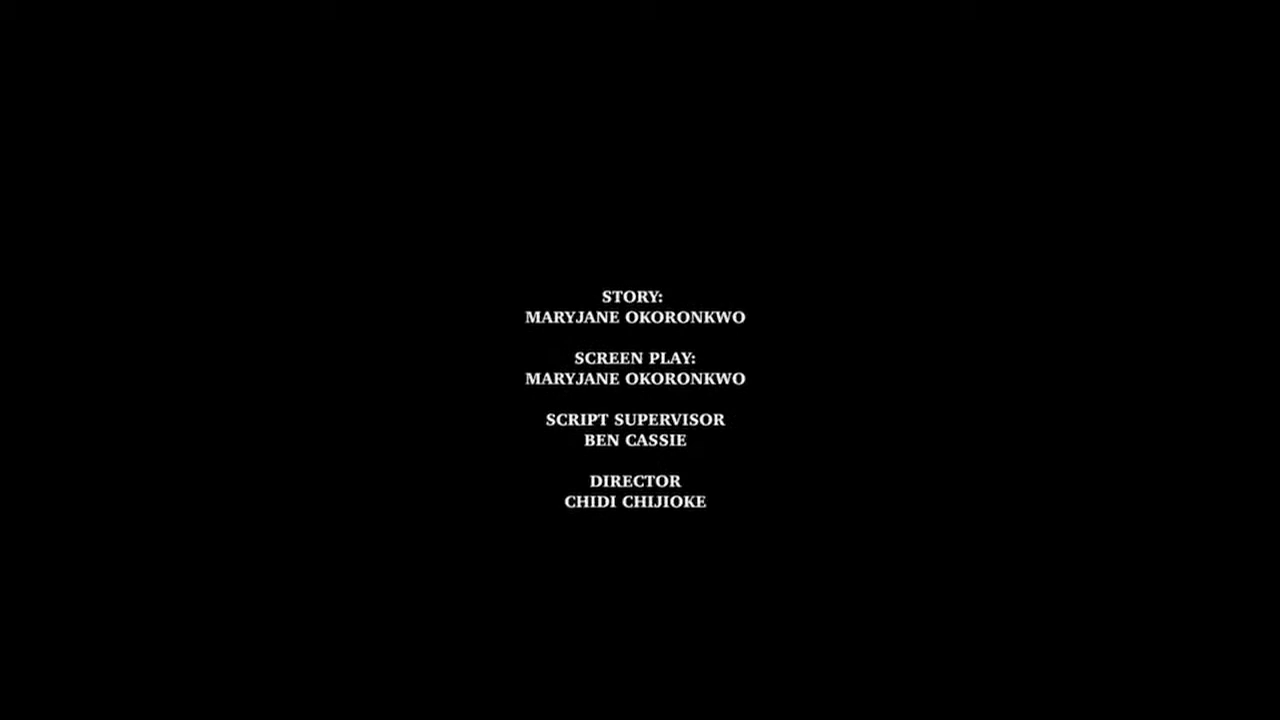 STORY:
MARYJANE OKORONKWO
SCREEN PLAY:
MARYJANE OKORONKWO
SCRIPT SUPERVISOR
BEN CASSIE
DIRECTOR
CHIDI CHIJIOKE